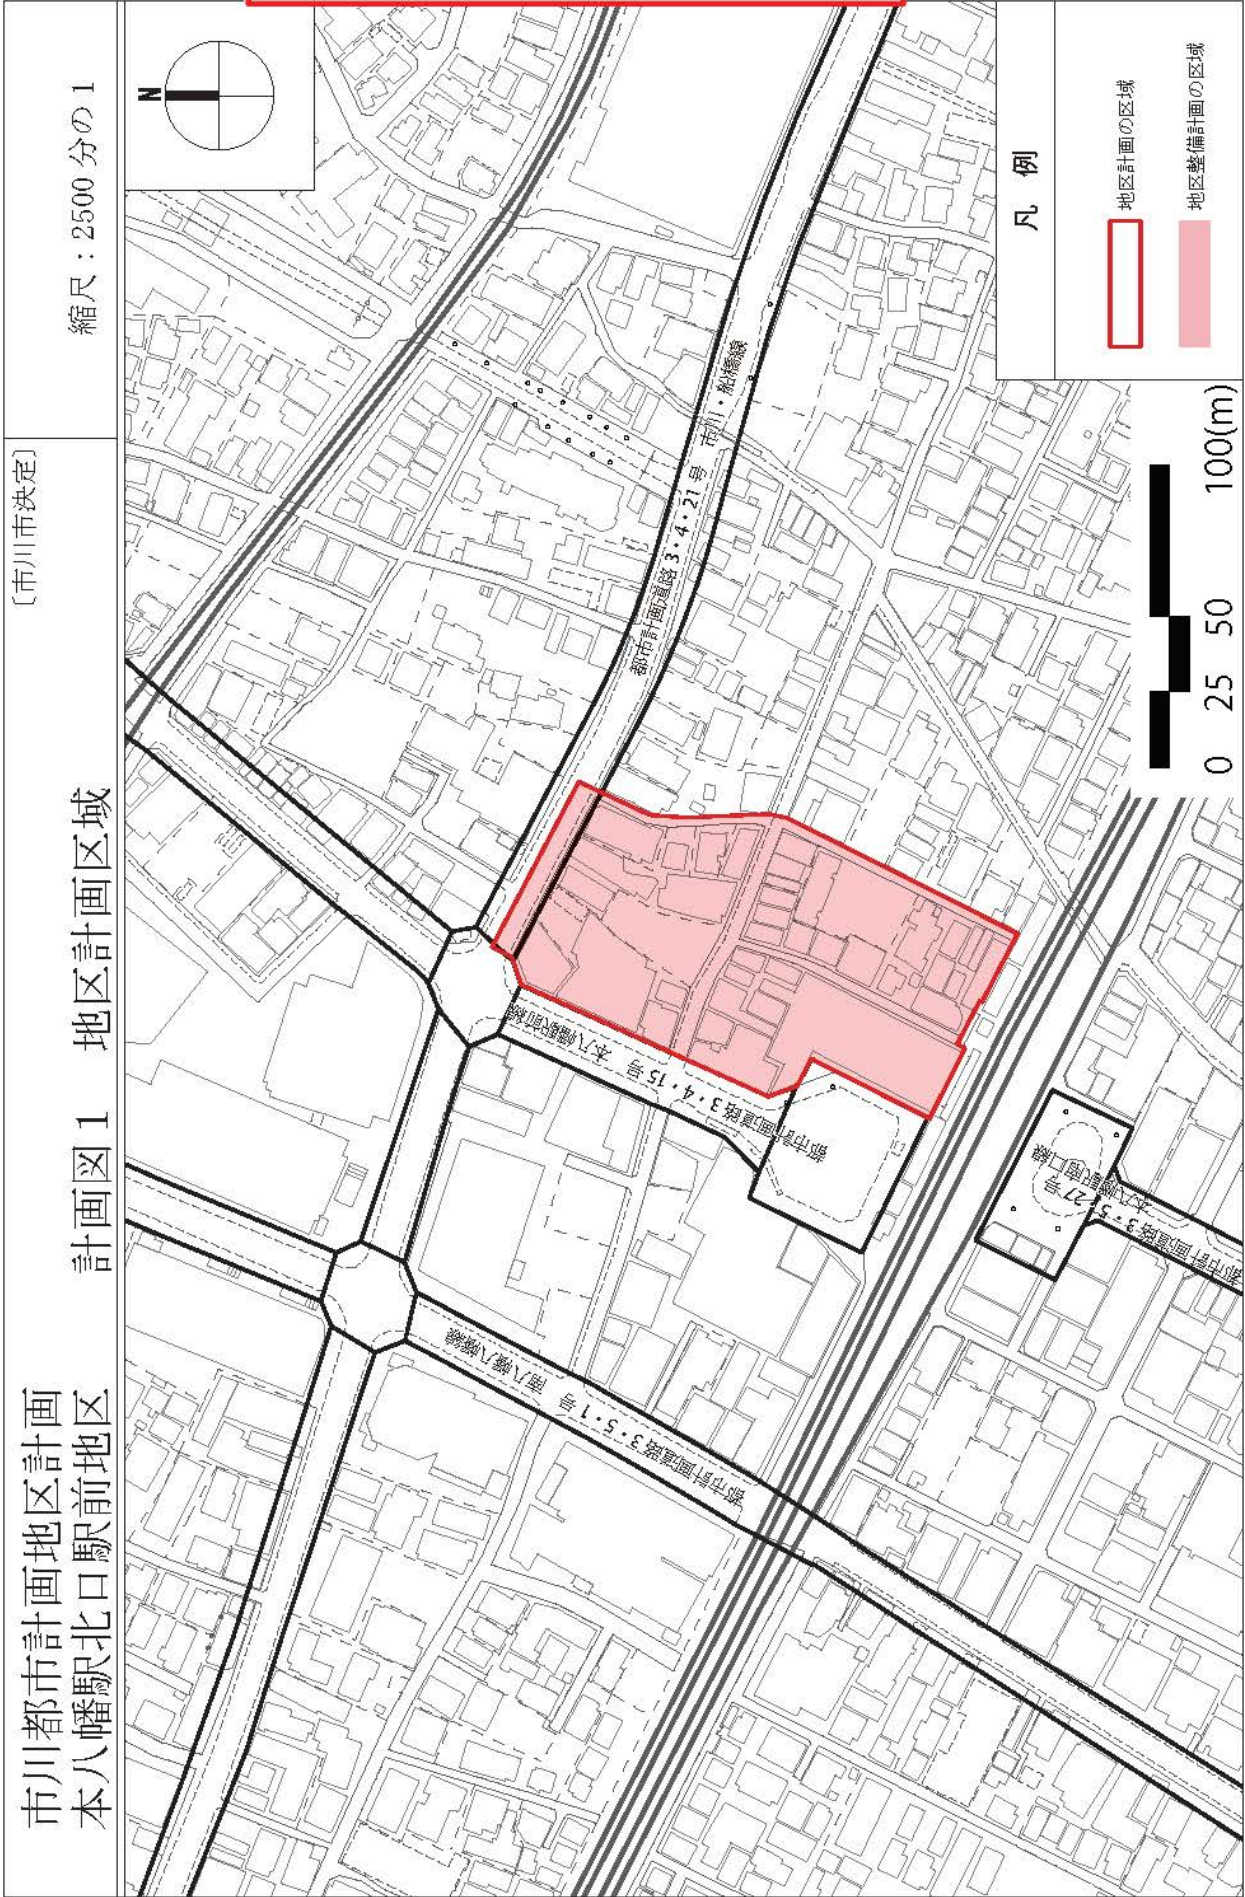 市川都市計画地区計画
本八幡駅北口駅前地区
計画図1 地区計画区域
〔市川市決定〕
縮尺:2500分の1
N
都市計画道路3・4・21号 市川・船橋線
都市計画道路3・4・15号 本八幡駅前線
都市計画道路3・5・1号 南八幡八幡線
都市計画道路3・5・27号
本八幡駅南口線
凡例
地区計画の区域
地区整備計画の区域
0 25 50 100(m)